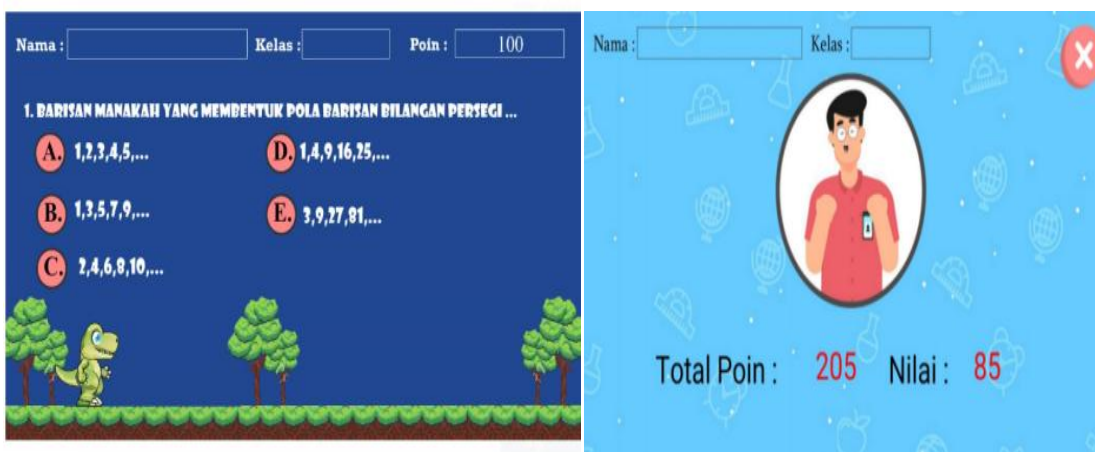 Nama : Kelas : Poin : 100
1. BARISAN MANAKAH YANG MEMBENTUK POLA BARISAN BILANGAN PERSEGI ...
A. 1,2,3,4,5,...
B. 1,3,5,7,9,...
C. 2,4,6,8,10,...
D. 1,4,9,16,25,...
E. 3,9,27,81,...
Nama : Kelas :
X
Total Poin : 205 Nilai : 85